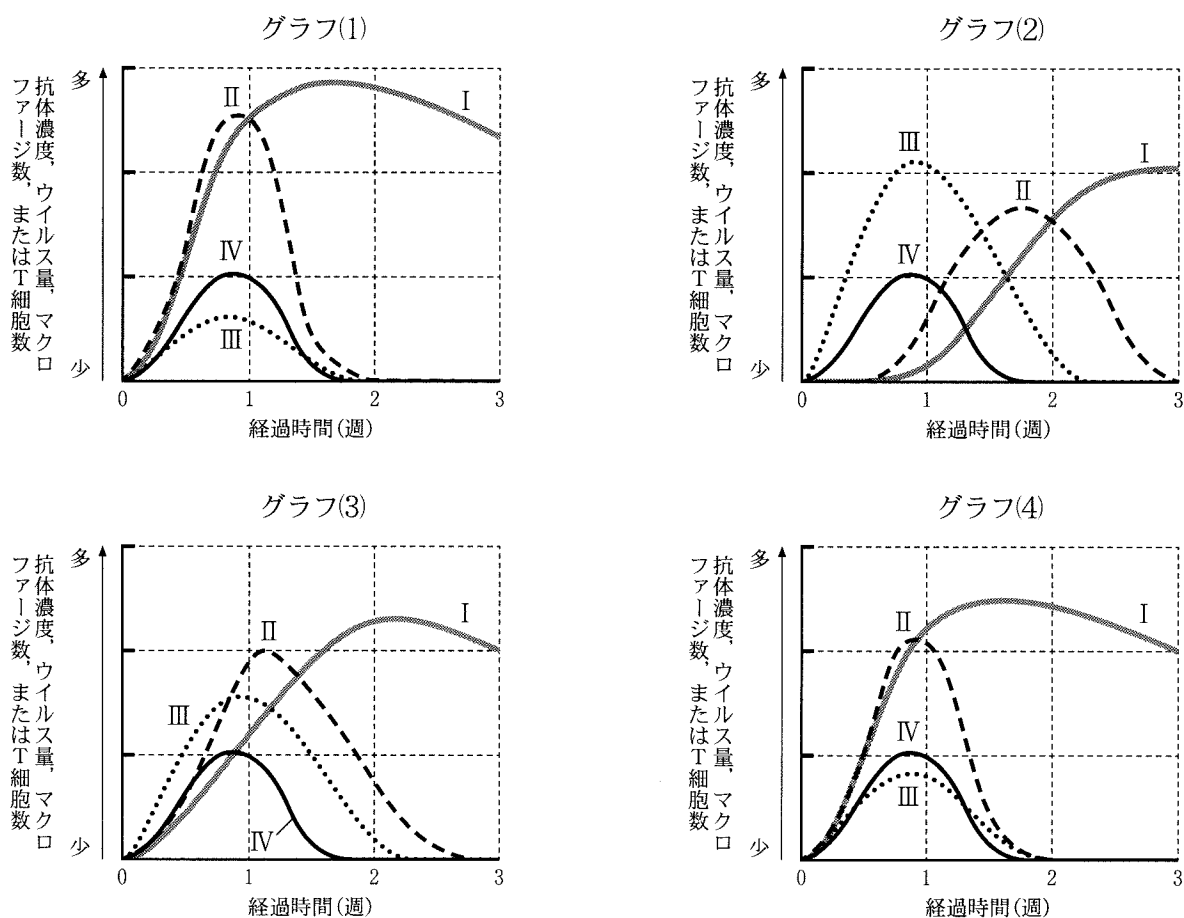 グラフ(1)
抗体濃度，ウイルス量，マクロ
ファージ数，またはT細胞数
多
少
I
II
III
IV
0 1 2 3
経過時間(週)
グラフ(2)
抗体濃度，ウイルス量，マクロ
ファージ数，またはT細胞数
多
少
I
II
III
IV
0 1 2 3
経過時間(週)
グラフ(3)
抗体濃度，ウイルス量，マクロ
ファージ数，またはT細胞数
多
少
I
II
III
IV
0 1 2 3
経過時間(週)
グラフ(4)
抗体濃度，ウイルス量，マクロ
ファージ数，またはT細胞数
多
少
I
II
III
IV
0 1 2 3
経過時間(週)